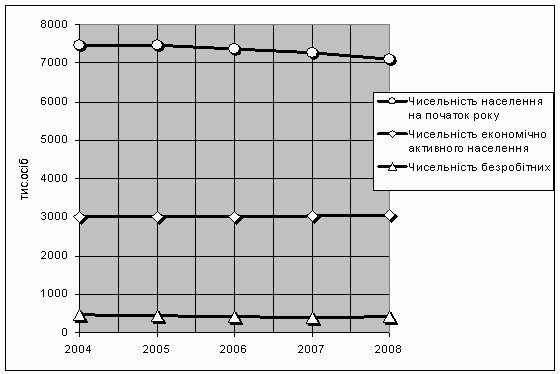 8000
7000
6000
5000
4000
3000
2000
1000
0
тис.осіб
2004 2005 2006 2007 2008
Чисельність населення
на початок року
Чисельність економічно
активного населення
Чисельність безробітних